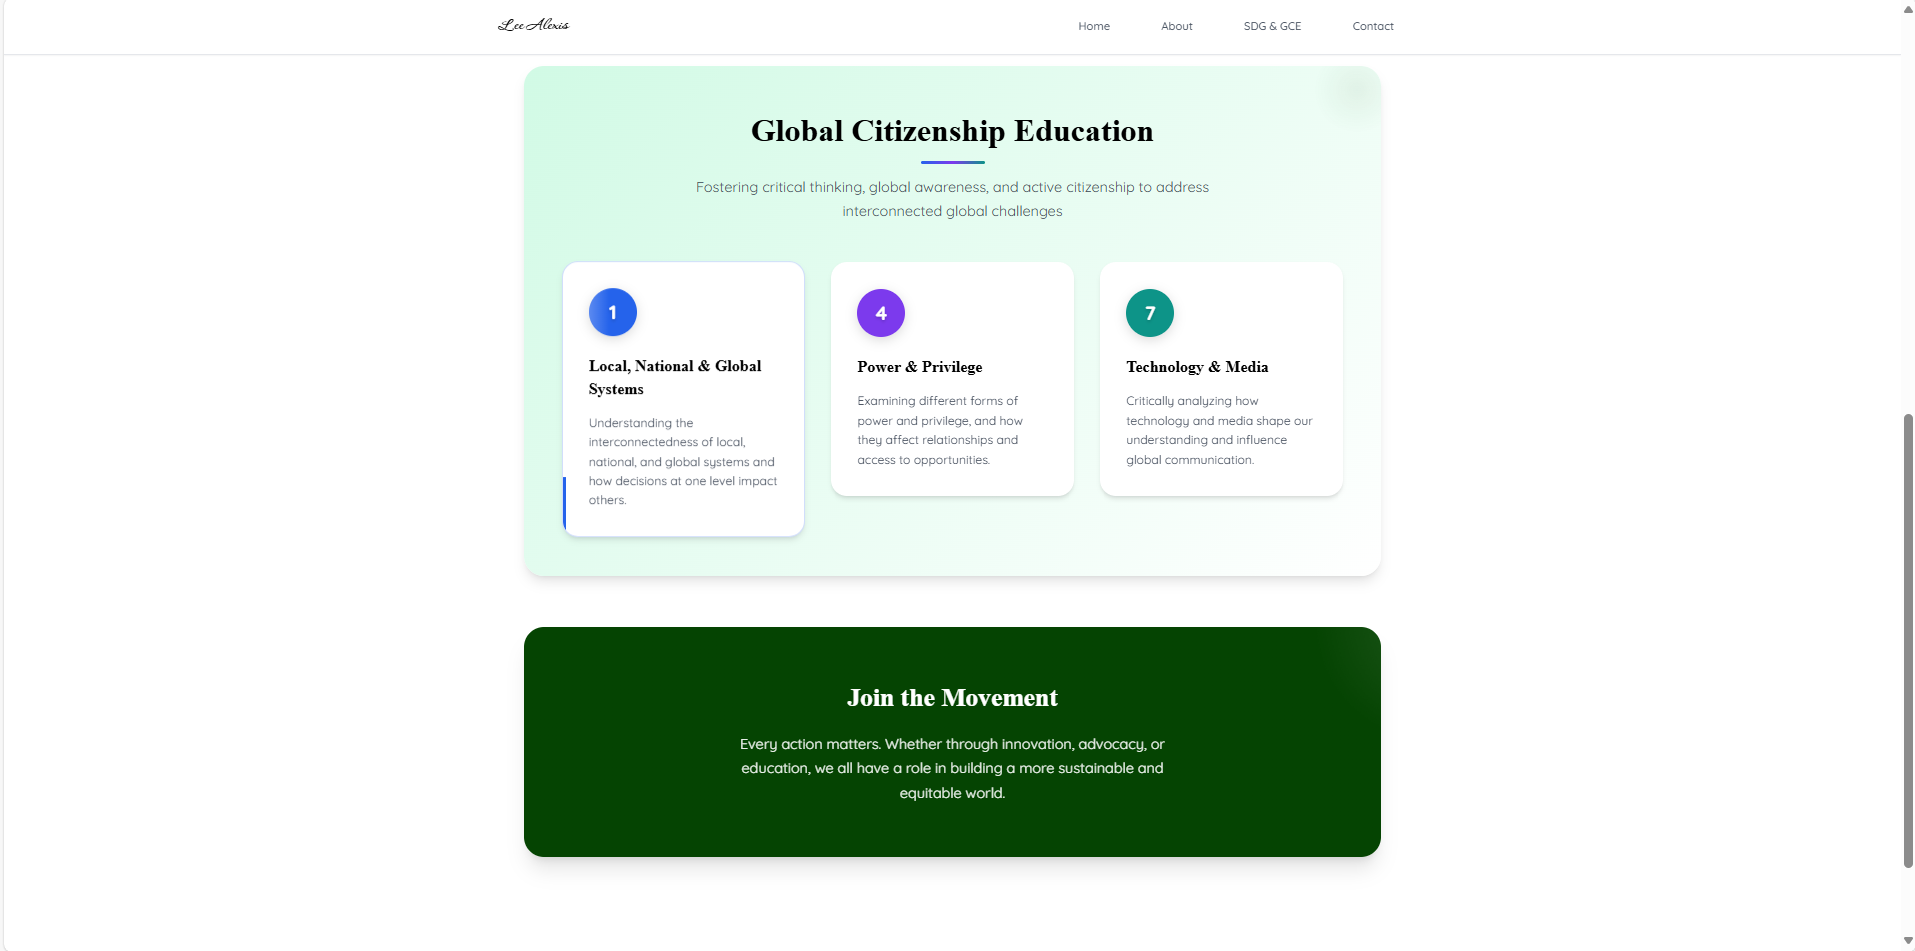 Lee Alexis
Home
About
SDG & GCE
Contact
Global Citizenship Education
Fostering critical thinking, global awareness, and active citizenship to address
interconnected global challenges
1
Local, National & Global
Systems
Understanding the
interconnectedness of local,
national, and global systems and
how decisions at one level impact
others.
4
Power & Privilege
Examining different forms of
power and privilege, and how
they affect relationships and
access to opportunities.
7
Technology & Media
Critically analyzing how
technology and media shape our
understanding and influence
global communication.
Join the Movement
Every action matters. Whether through innovation, advocacy, or
education, we all have a role in building a more sustainable and
equitable world.